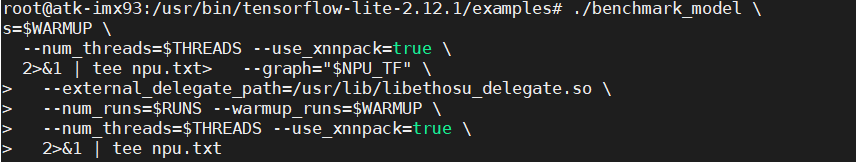 root@atk-imx93:/usr/bin/tensorflow-lite-2.12.1/examples# ./benchmark_model \
s=$WARMUP \
  --num_threads=$THREADS --use_xnnpack=true \
  2>&1 | tee npu.txt>   --graph="$NPU_TF" \
>   --external_delegate_path=/usr/lib/libethosu_delegate.so \
>   --num_runs=$RUNS --warmup_runs=$WARMUP \
>   --num_threads=$THREADS --use_xnnpack=true \
>   2>&1 | tee npu.txt